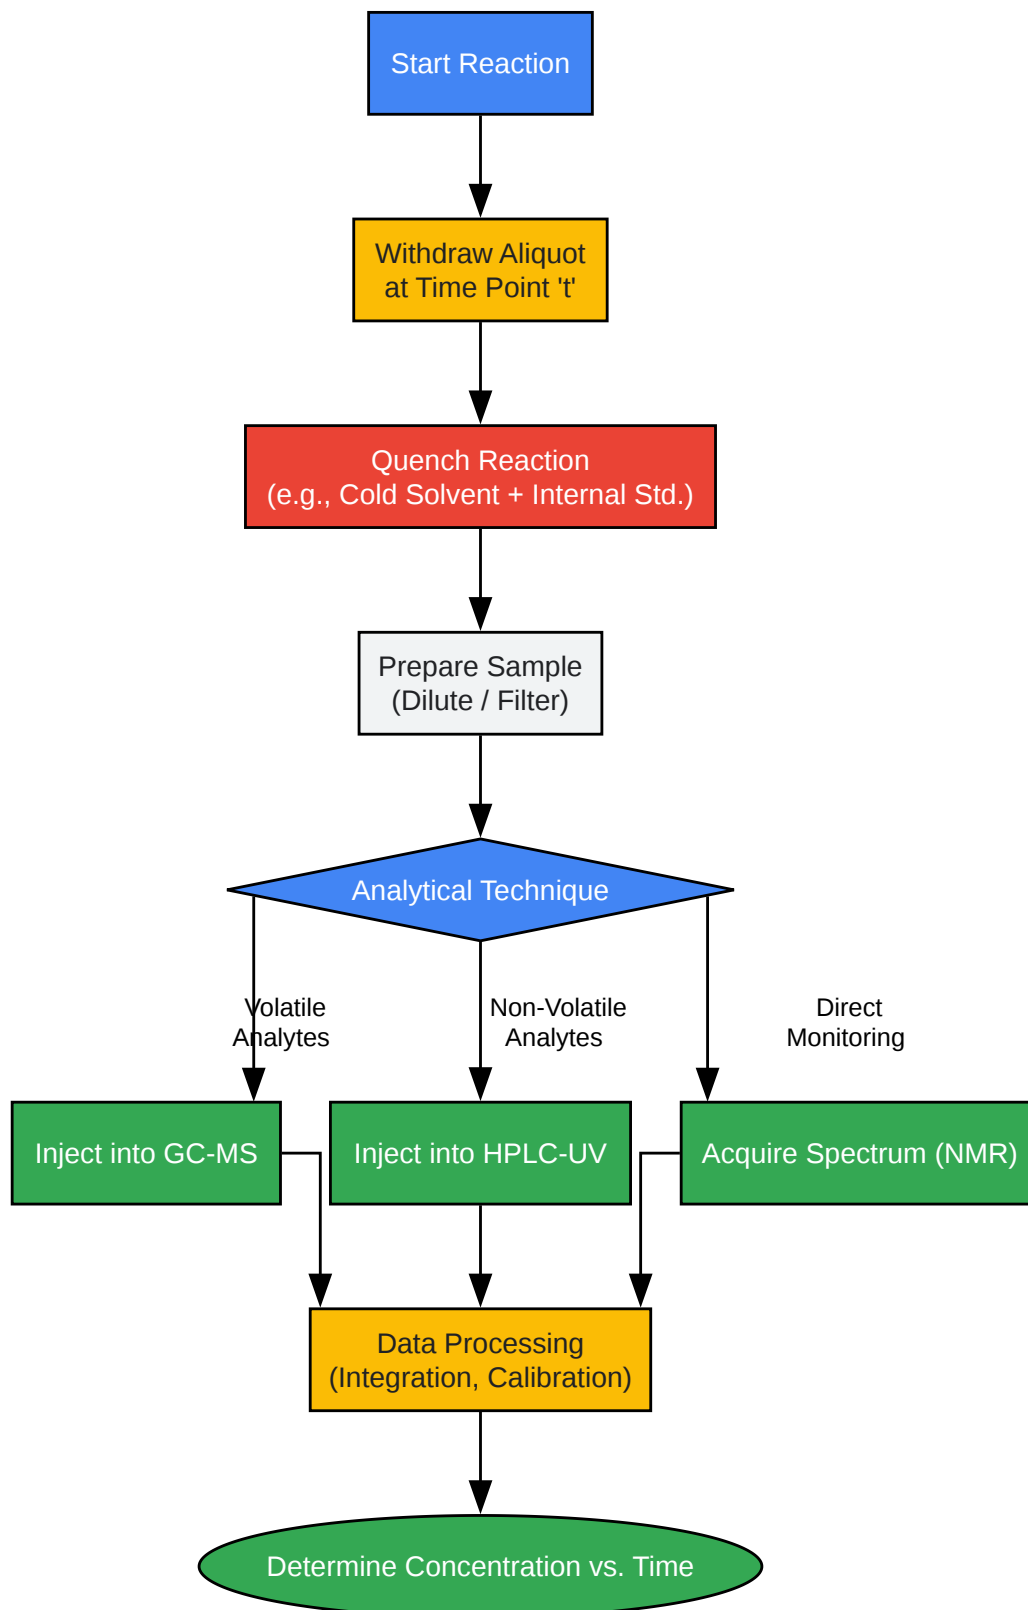 Start Reaction
Withdraw Aliquot
at Time Point 't'
Quench Reaction
(e.g., Cold Solvent + Internal Std.)
Prepare Sample
(Dilute / Filter)
Analytical Technique
Volatile
Analytes
Non-Volatile
Analytes
Direct
Monitoring
Inject into GC-MS
Inject into HPLC-UV
Acquire Spectrum (NMR)
Data Processing
(Integration, Calibration)
Determine Concentration vs. Time